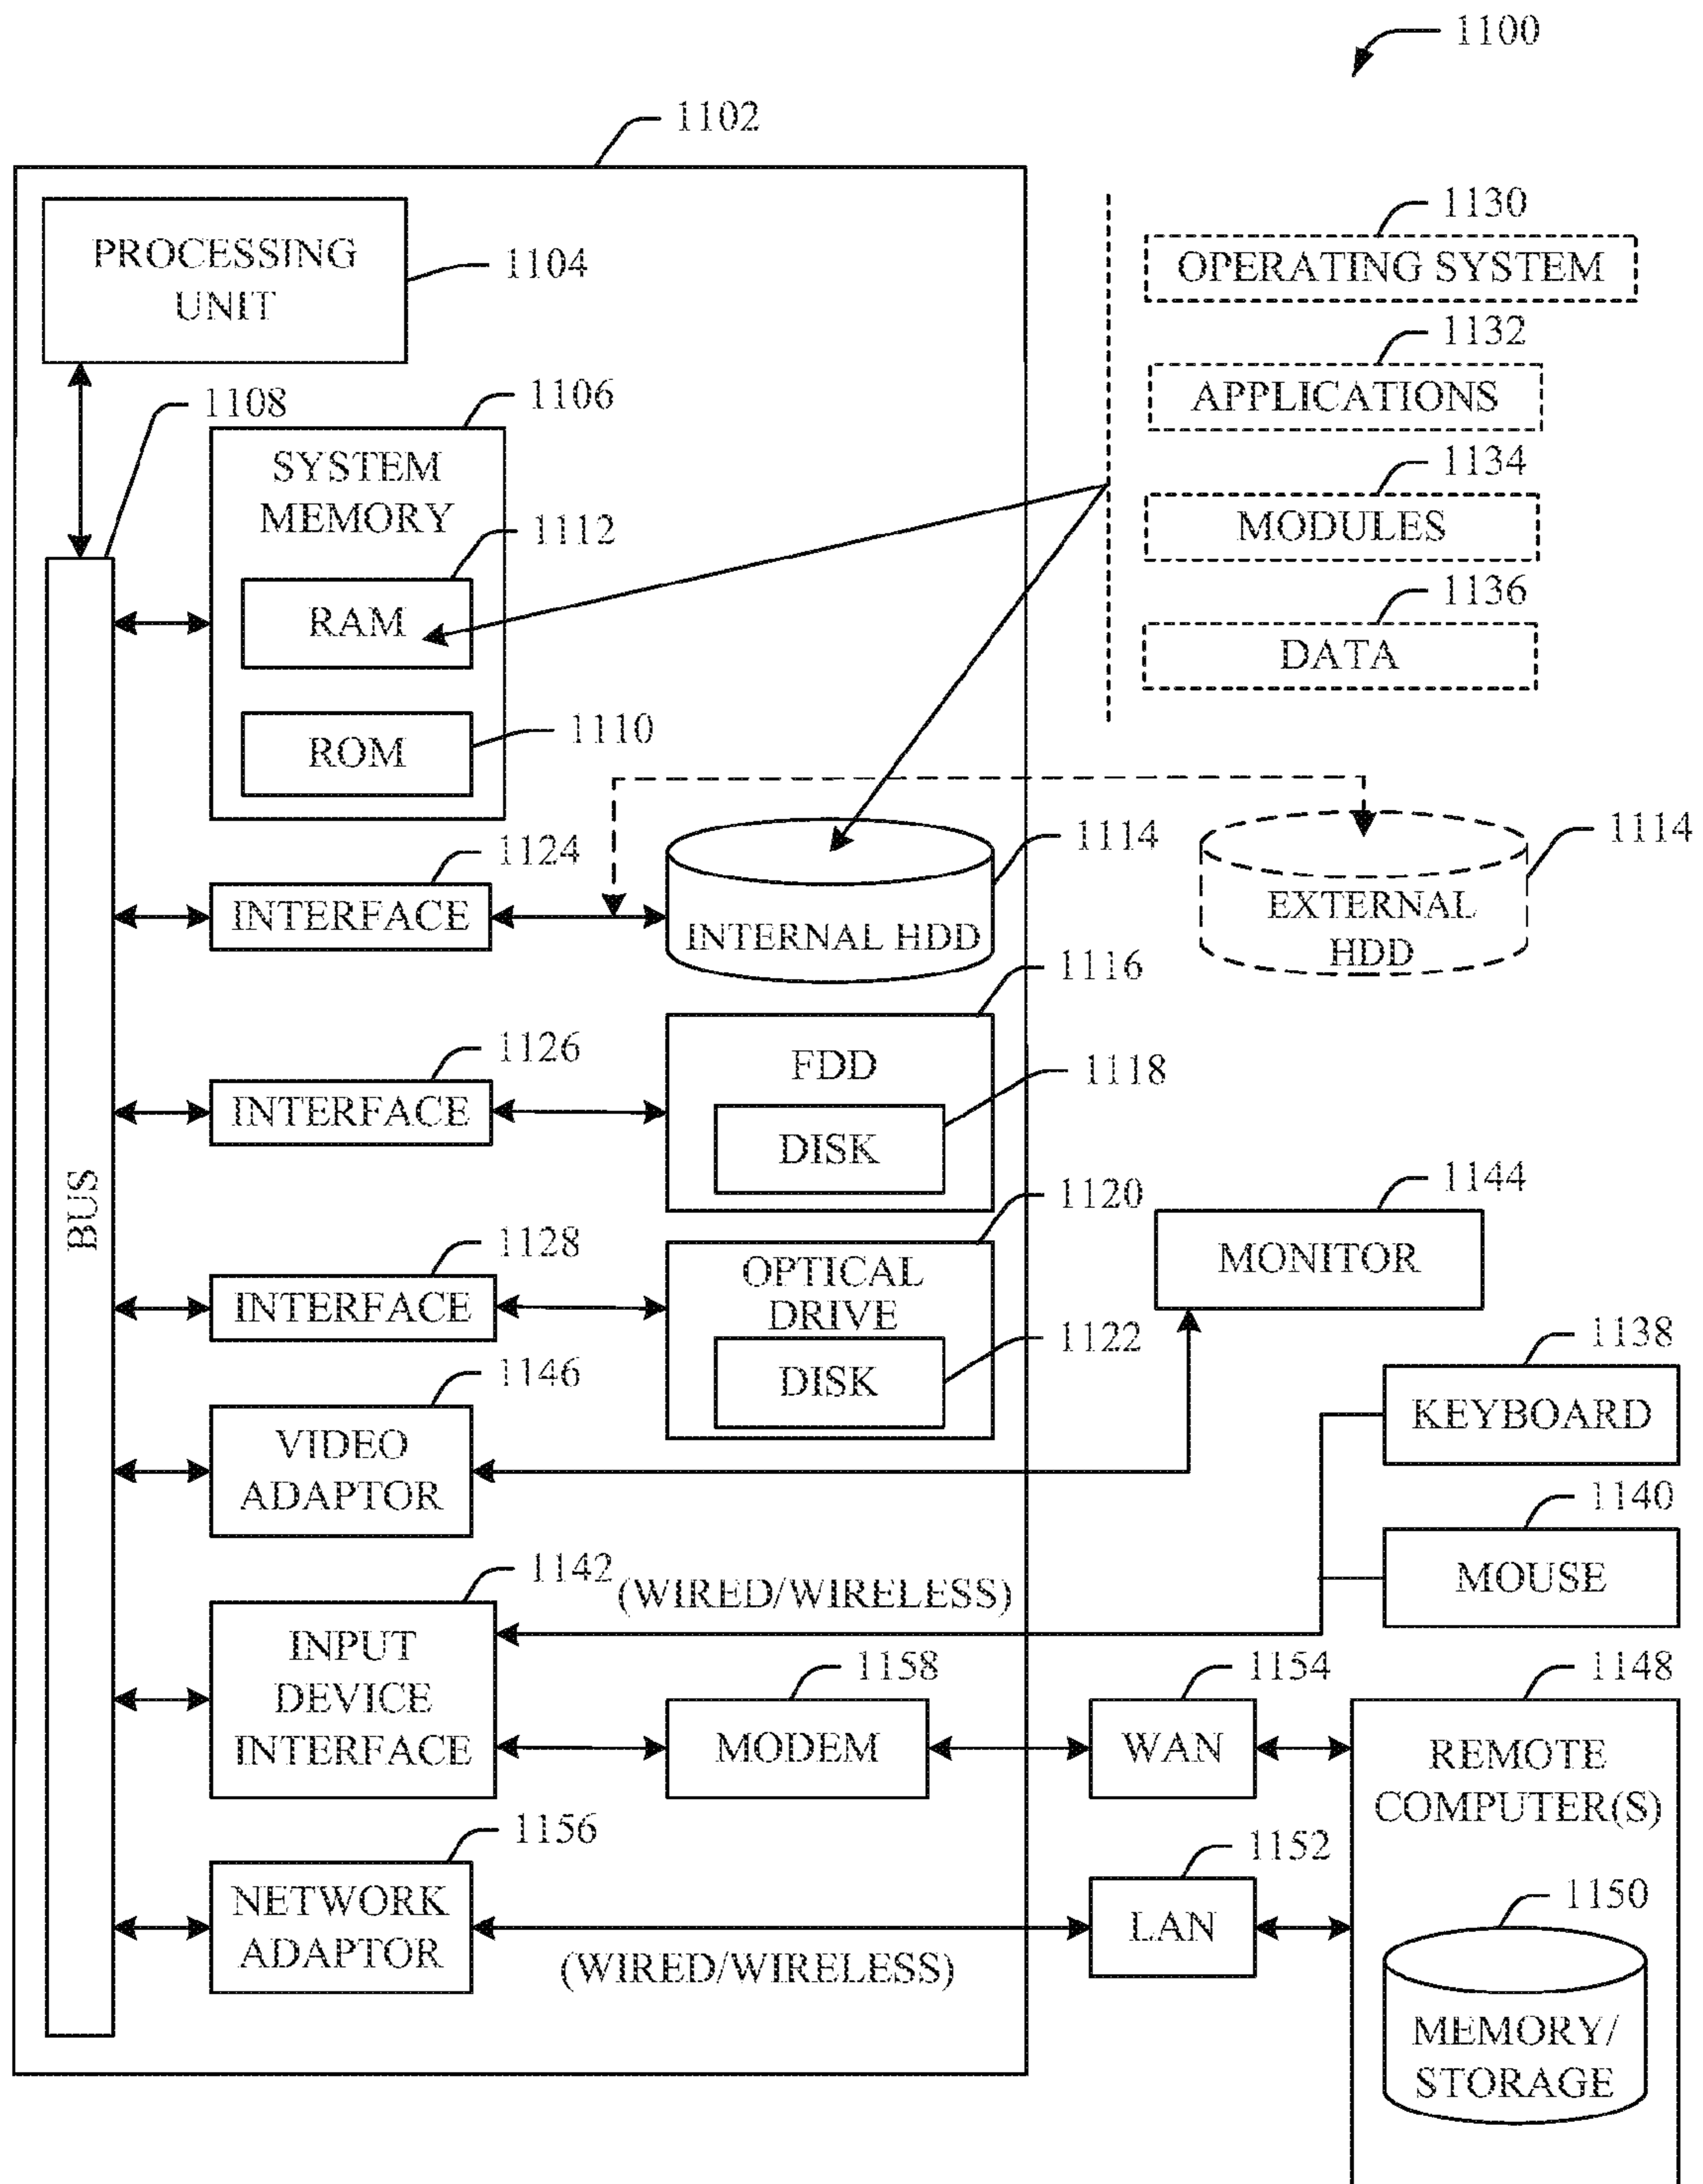 1100
1102
PROCESSING
UNIT
1104
1130
OPERATING SYSTEM
1132
APPLICATIONS
1134
MODULES
1136
DATA
1108
1106
SYSTEM
MEMORY
1112
RAM
1110
ROM
1124
INTERFACE
1114
INTERNAL HDD
1114
EXTERNAL
HDD
1126
INTERFACE
1116
FDD
1118
DISK
BUS
1128
INTERFACE
1120
OPTICAL
DRIVE
1122
DISK
1144
MONITOR
1146
VIDEO
ADAPTOR
1138
KEYBOARD
1140
MOUSE
1142
(WIRED/WIRELESS)
INPUT
DEVICE
INTERFACE
1158
MODEM
1154
WAN
1148
REMOTE
COMPUTER(S)
1156
NETWORK
ADAPTOR
(WIRED/WIRELESS)
1152
LAN
1150
MEMORY/
STORAGE